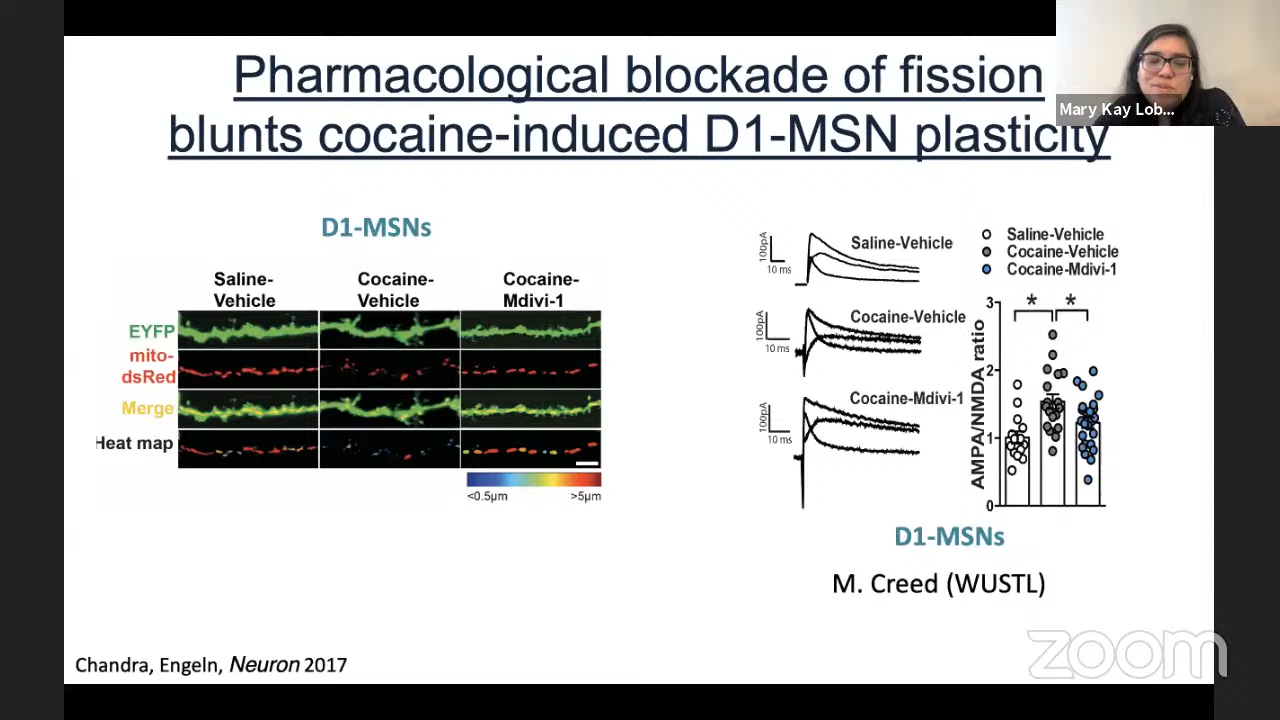 Pharmacological blockade of fission
blunts cocaine-induced D1-MSN plasticity
Mary Kay Lob...
D1-MSNs
Saline-
Vehicle
Cocaine-
Vehicle
Cocaine-
Mdivi-1
EYFP
mito-
dsRed
Merge
Heat map
<0.5µm
>5µm
100pA
10 ms
Saline-Vehicle
100pA
10 ms
Cocaine-Vehicle
100pA
10 ms
Cocaine-Mdivi-1
Saline-Vehicle
Cocaine-Vehicle
Cocaine-Mdivi-1
* *
AMPA/NMDA ratio
3
2
1
0
D1-MSNs
M. Creed (WUSTL)
Chandra, Engeln, Neuron 2017
zoom